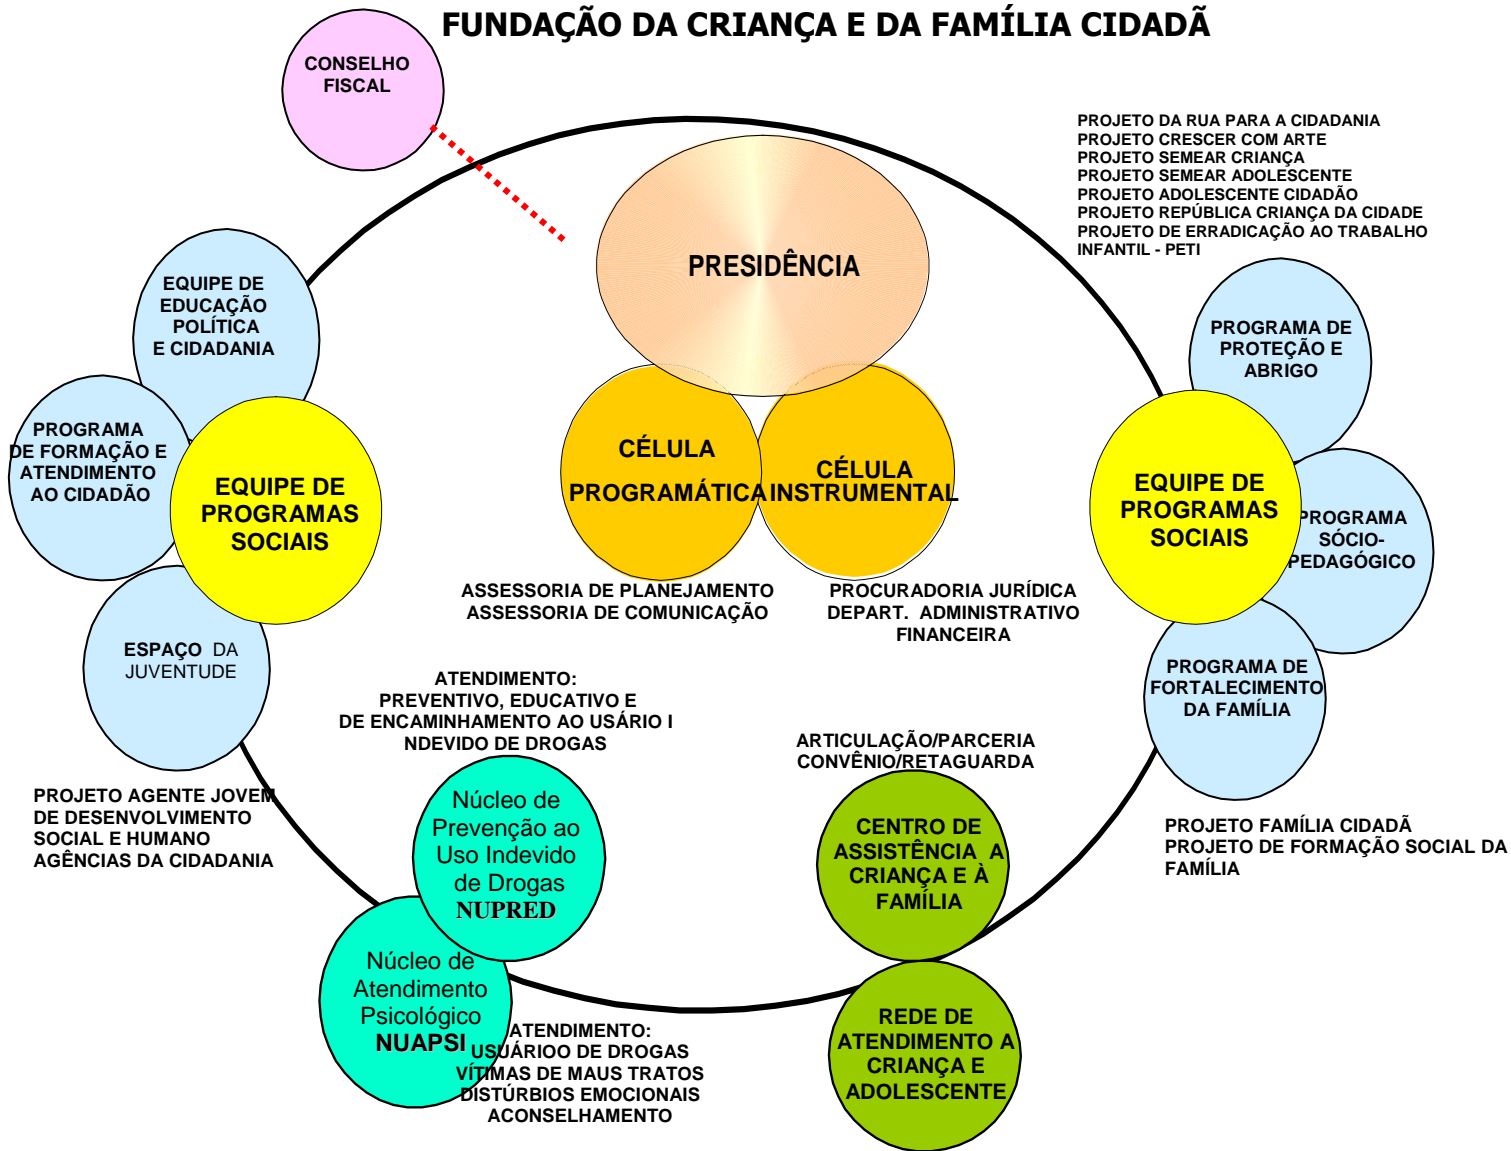 FUNDAÇÃO DA CRIANÇA E DA FAMÍLIA CIDADÃ
CONSELHO
FISCAL
PROJETO DA RUA PARA A CIDADANIA
PROJETO CRESCER COM ARTE
PROJETO SEMEAR CRIANÇA
PROJETO SEMEAR ADOLESCENTE
PROJETO ADOLESCENTE CIDADÃO
PROJETO REPÚBLICA CRIANÇA DA CIDADE
PROJETO DE ERRADICAÇÃO AO TRABALHO
INFANTIL - PETI
PRESIDÊNCIA
EQUIPE DE
EDUCAÇÃO
POLÍTICA
E CIDADANIA
PROGRAMA DE
PROTEÇÃO E
ABRIGO
PROGRAMA
DE FORMAÇÃO E
ATENDIMENTO
AO CIDADÃO
EQUIPE DE
PROGRAMAS
SOCIAIS
CÉLULA
PROGRAMÁTICA
CÉLULA
INSTRUMENTAL
EQUIPE DE
PROGRAMAS
SOCIAIS
PROGRAMA
SÓCIO-
PEDAGÓGICO
ASSESSORIA DE PLANEJAMENTO
ASSESSORIA DE COMUNICAÇÃO
PROCURADORIA JURÍDICA
DEPART. ADMINISTRATIVO
FINANCEIRA
ESPAÇO DA
JUVENTUDE
PROGRAMA DE
FORTALECIMENTO
DA FAMÍLIA
ATENDIMENTO:
PREVENTIVO, EDUCATIVO E
DE ENCAMINHAMENTO AO USÁRIO I
NDEVIDO DE DROGAS
ARTICULAÇÃO/PARCERIA
CONVÊNIO/RETAGUARDA
PROJETO AGENTE JOVEM
DE DESENVOLVIMENTO
SOCIAL E HUMANO
AGÊNCIAS DA CIDADANIA
Núcleo de
Prevenção ao
Uso Indevido
de Drogas
NUPRED
CENTRO DE
ASSISTÊNCIA A
CRIANÇA E À
FAMÍLIA
PROJETO FAMÍLIA CIDADÃ
PROJETO DE FORMAÇÃO SOCIAL DA
FAMÍLIA
Núcleo de
Atendimento
Psicológico
NUAPSI
ATENDIMENTO:
USUÁRIOO DE DROGAS
VÍTIMAS DE MAUS TRATOS
DISTÚRBIOS EMOCIONAIS
ACONSELHAMENTO
REDE DE
ATENDIMENTO A
CRIANÇA E
ADOLESCENTE